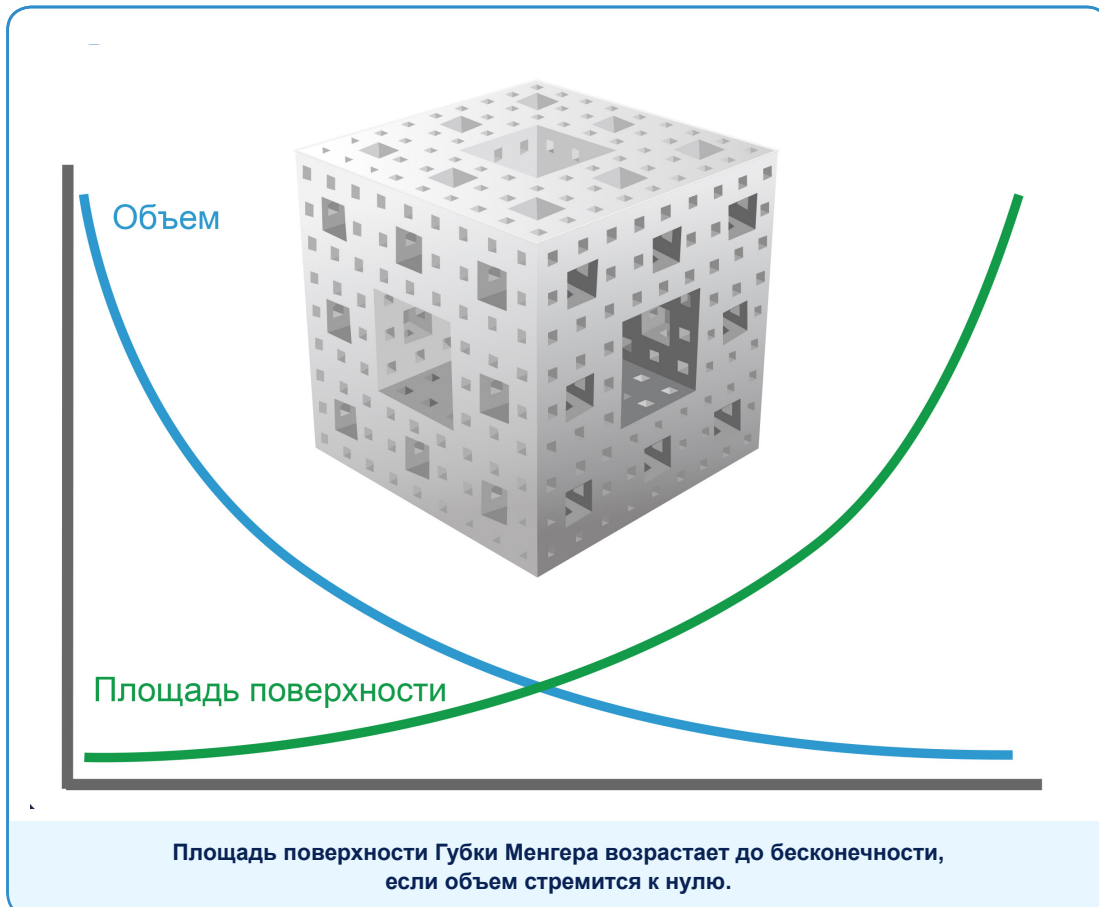 Объем
Площадь поверхности
Площадь поверхности Губки Менгера возрастает до бесконечности,
если объем стремится к нулю.